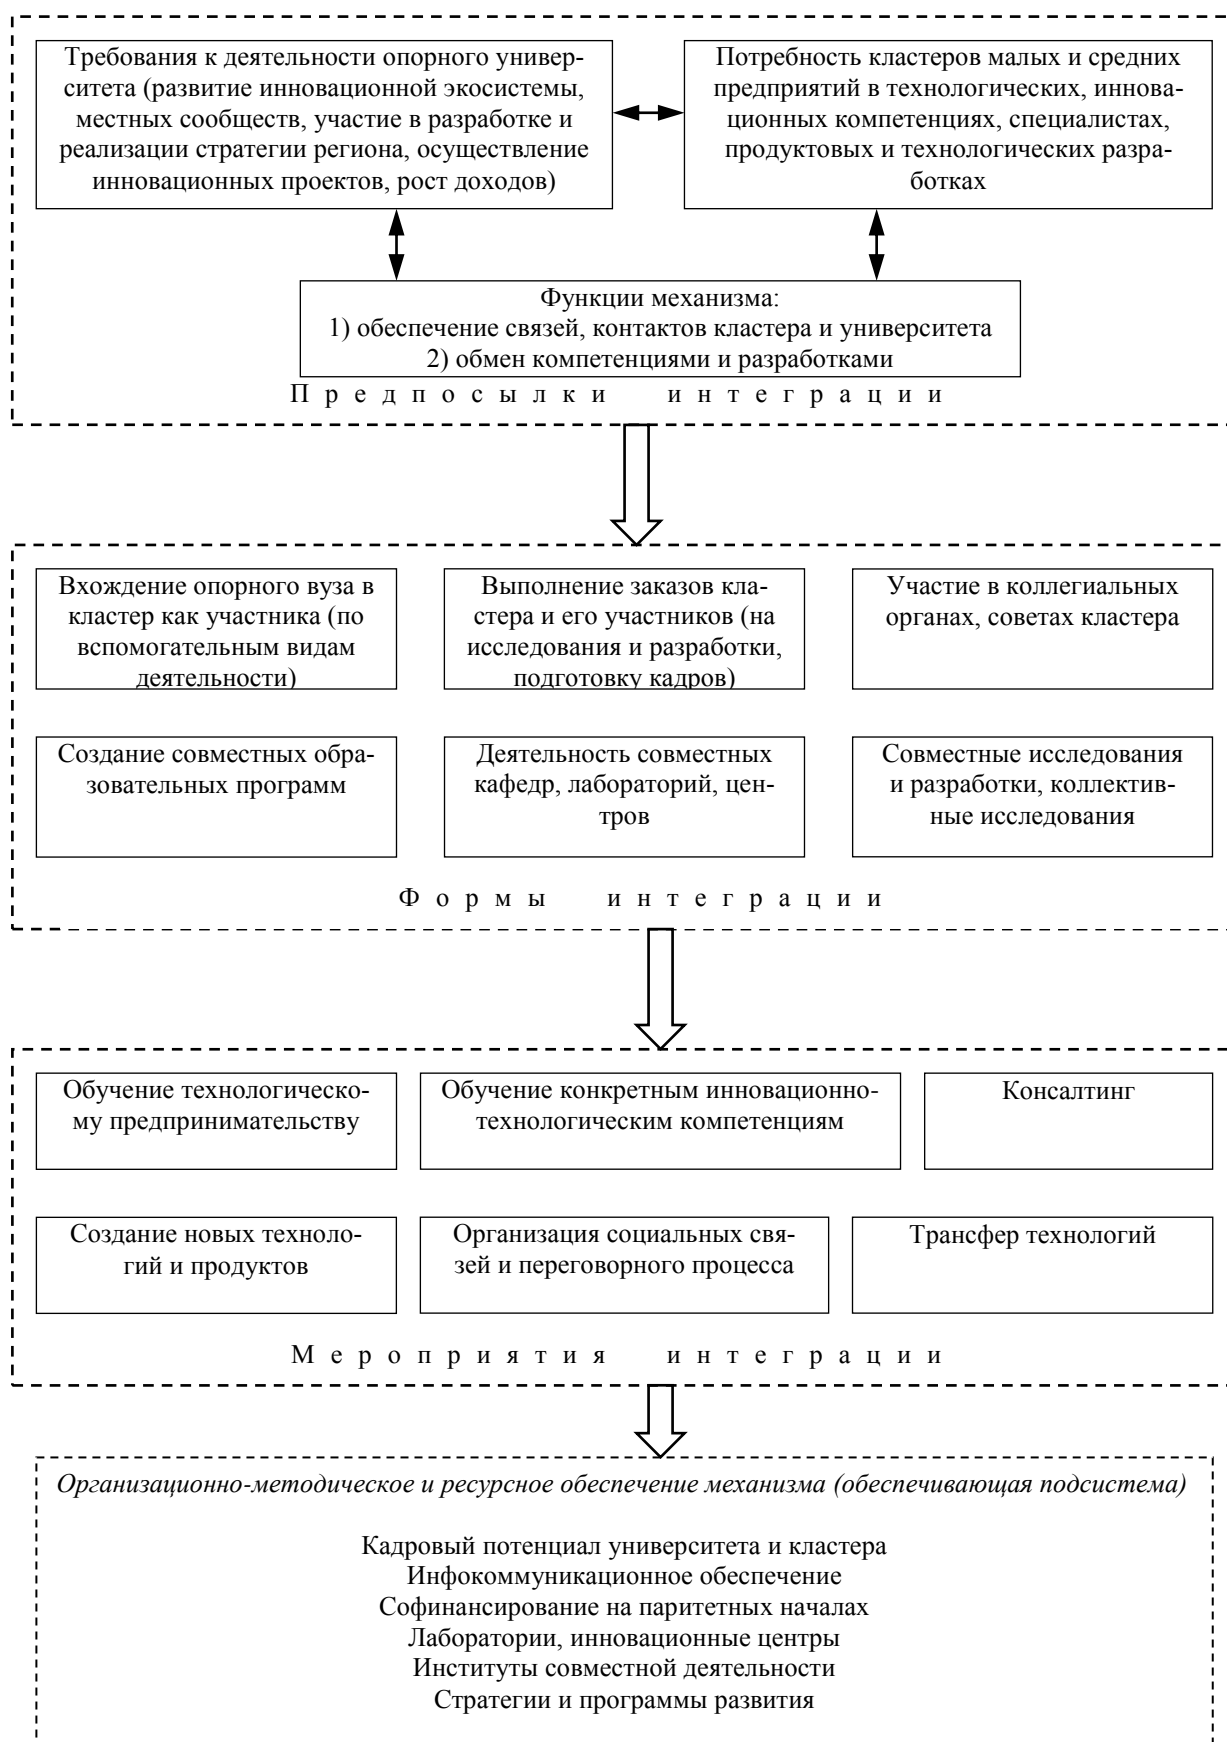 Требования к деятельности опорного универ-
ситета (развитие инновационной экосистемы,
местных сообществ, участие в разработке и
реализации стратегии региона, осуществление
инновационных проектов, рост доходов)
Потребность кластеров малых и средних
предприятий в технологических, иннова-
ционных компетенциях, специалистах,
продуктовых и технологических разра-
ботках
Функции механизма:
1) обеспечение связей, контактов кластера и университета
2) обмен компетенциями и разработками
Предпосылки интеграции
Вхождение опорного вуза в
кластер как участника (по
вспомогательным видам
деятельности)
Выполнение заказов кла-
стера и его участников (на
исследования и разработки,
подготовку кадров)
Участие в коллегиальных
органах, советах кластера
Создание совместных обра-
зовательных программ
Деятельность совместных
кафедр, лабораторий, цен-
тров
Совместные исследования
и разработки, коллектив-
ные исследования
Формы интеграции
Обучение технологическо-
му предпринимательству
Обучение конкретным инновационно-
технологическим компетенциям
Консалтинг
Создание новых техноло-
гий и продуктов
Организация социальных свя-
зей и переговорного процесса
Трансфер технологий
Мероприятия интеграции
Организационно-методическое и ресурсное обеспечение механизма (обеспечивающая подсистема)
Кадровый потенциал университета и кластера
Инфокоммуникационное обеспечение
Софинансирование на паритетных началах
Лаборатории, инновационные центры
Институты совместной деятельности
Стратегии и программы развития